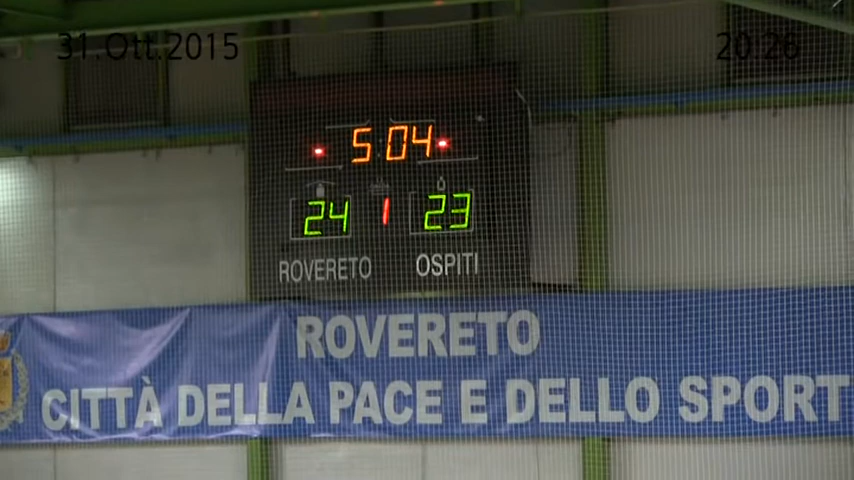 31.Ott.2015 20:26
5:04
24 1 23
ROVERETO OSPITI
ROVERETO
CITTÀ DELLA PACE E DELLO SPORT